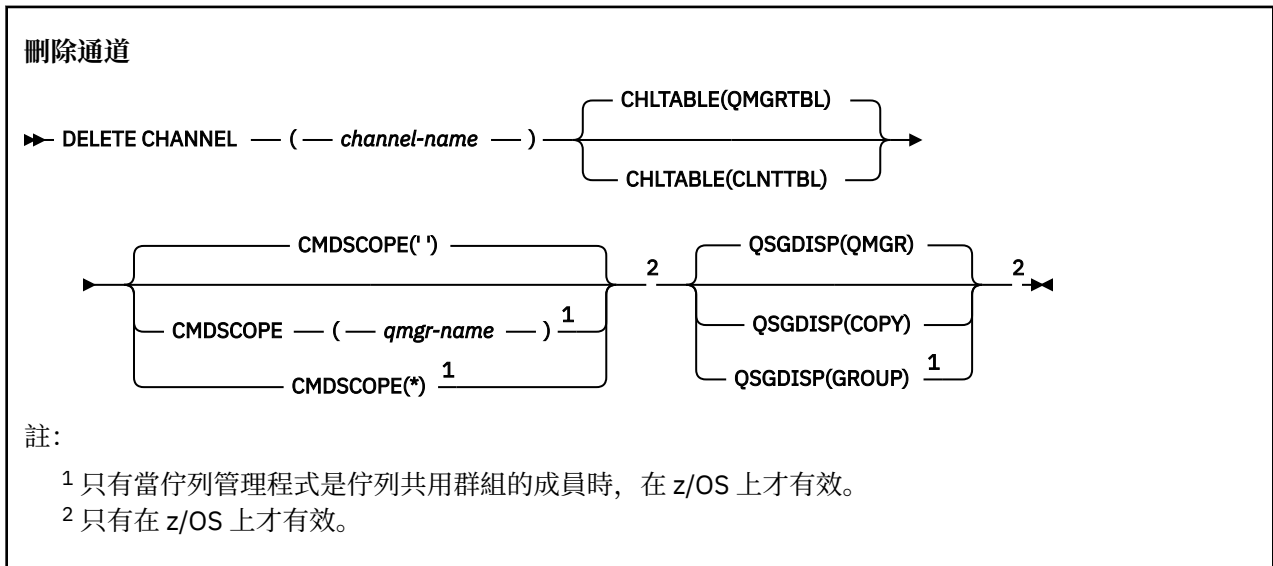 刪除通道
CHLTABLE(QMGRTBL)
DELETE CHANNEL ( channel-name )
CHLTABLE(CLNTTBL)
CMDSCOPE(' ') 2 QSGDISP(QMGR) 2
CMDSCOPE ( qmgr-name ) 1 QSGDISP(COPY)
CMDSCOPE(*) 1 QSGDISP(GROUP) 1
註：
1 只有當佇列管理程式是佇列共用群組的成員時，在 z/OS 上才有效。
2 只有在 z/OS 上才有效。